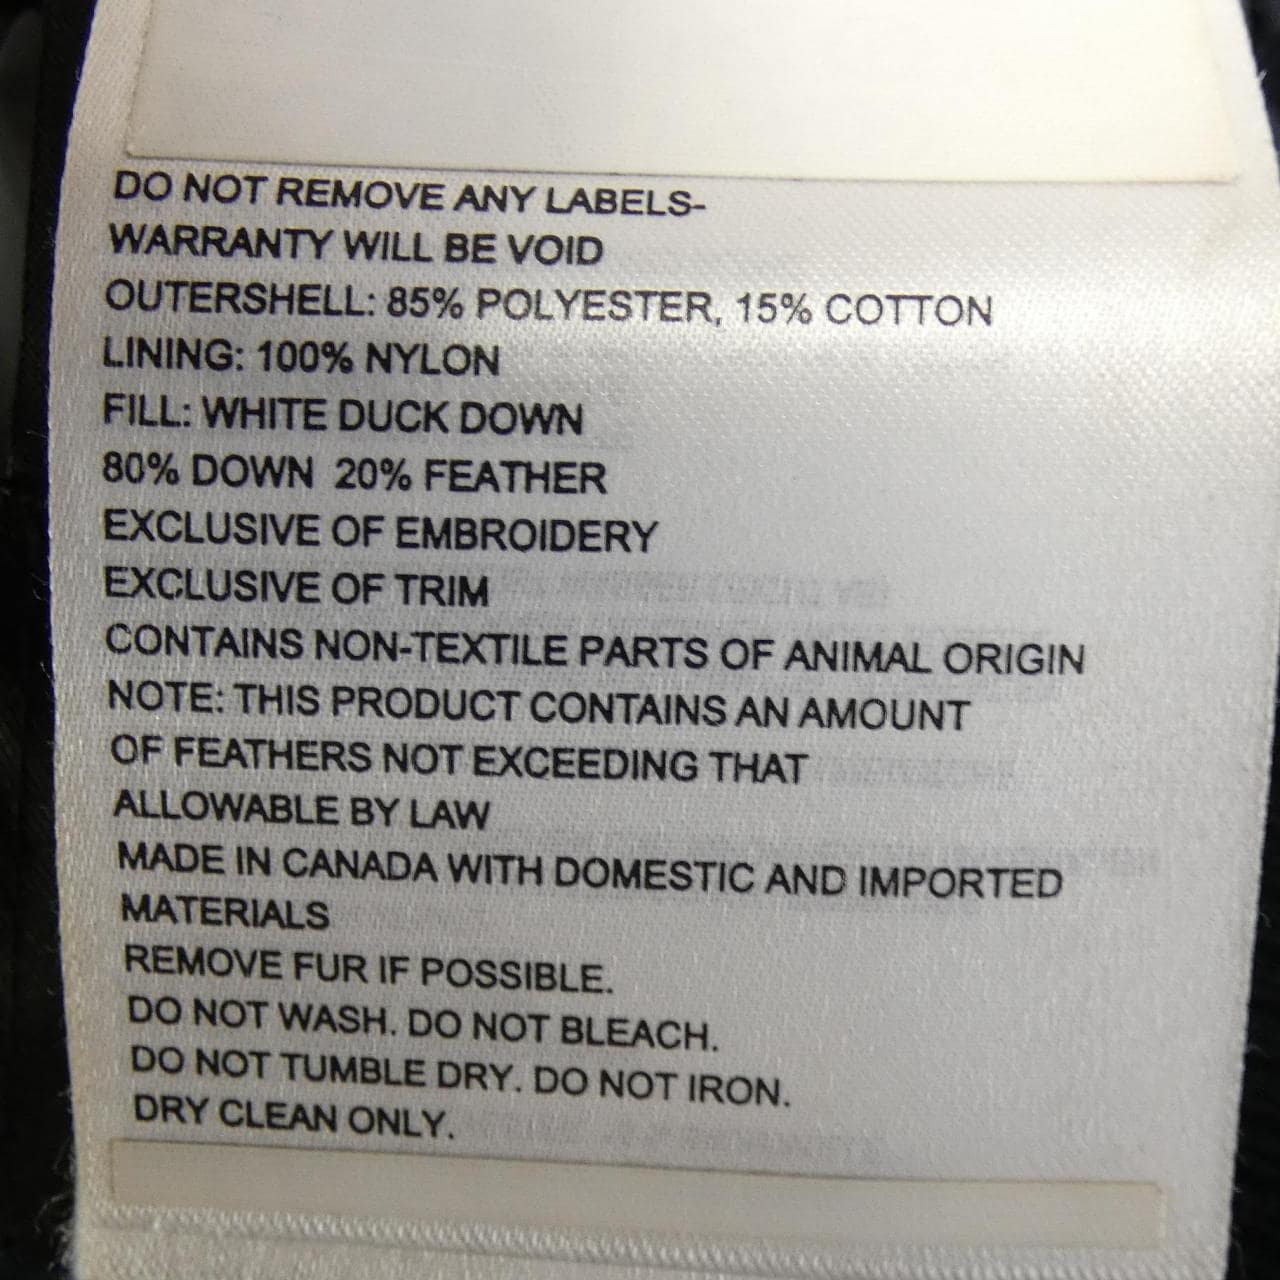 DO NOT REMOVE ANY LABELS-
WARRANTY WILL BE VOID
OUTERSHELL: 85% POLYESTER, 15% COTTON
LINING: 100% NYLON
FILL: WHITE DUCK DOWN
80% DOWN 20% FEATHER
EXCLUSIVE OF EMBROIDERY
EXCLUSIVE OF TRIM
CONTAINS NON-TEXTILE PARTS OF ANIMAL ORIGIN
NOTE: THIS PRODUCT CONTAINS AN AMOUNT
OF FEATHERS NOT EXCEEDING THAT
ALLOWABLE BY LAW
MADE IN CANADA WITH DOMESTIC AND IMPORTED
MATERIALS
REMOVE FUR IF POSSIBLE.
DO NOT WASH. DO NOT BLEACH.
DO NOT TUMBLE DRY. DO NOT IRON.
DRY CLEAN ONLY.